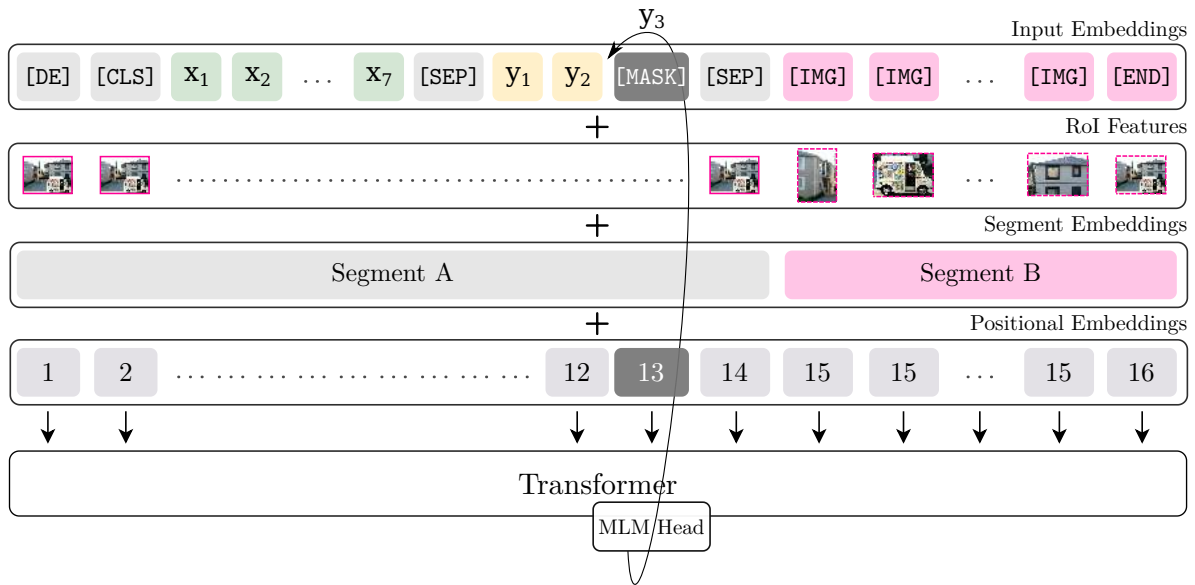 y₃
Input Embeddings
[DE] [CLS] x₁ x₂ ... x₇ [SEP] y₁ y₂ [MASK] [SEP] [IMG] [IMG] ... [IMG] [END]
+
RoI Features
+
Segment Embeddings
Segment A Segment B
+
Positional Embeddings
1 2 ... ... ... ... ... ... ... ... ... 12 13 14 15 15 ... 15 16
Transformer
MLM Head